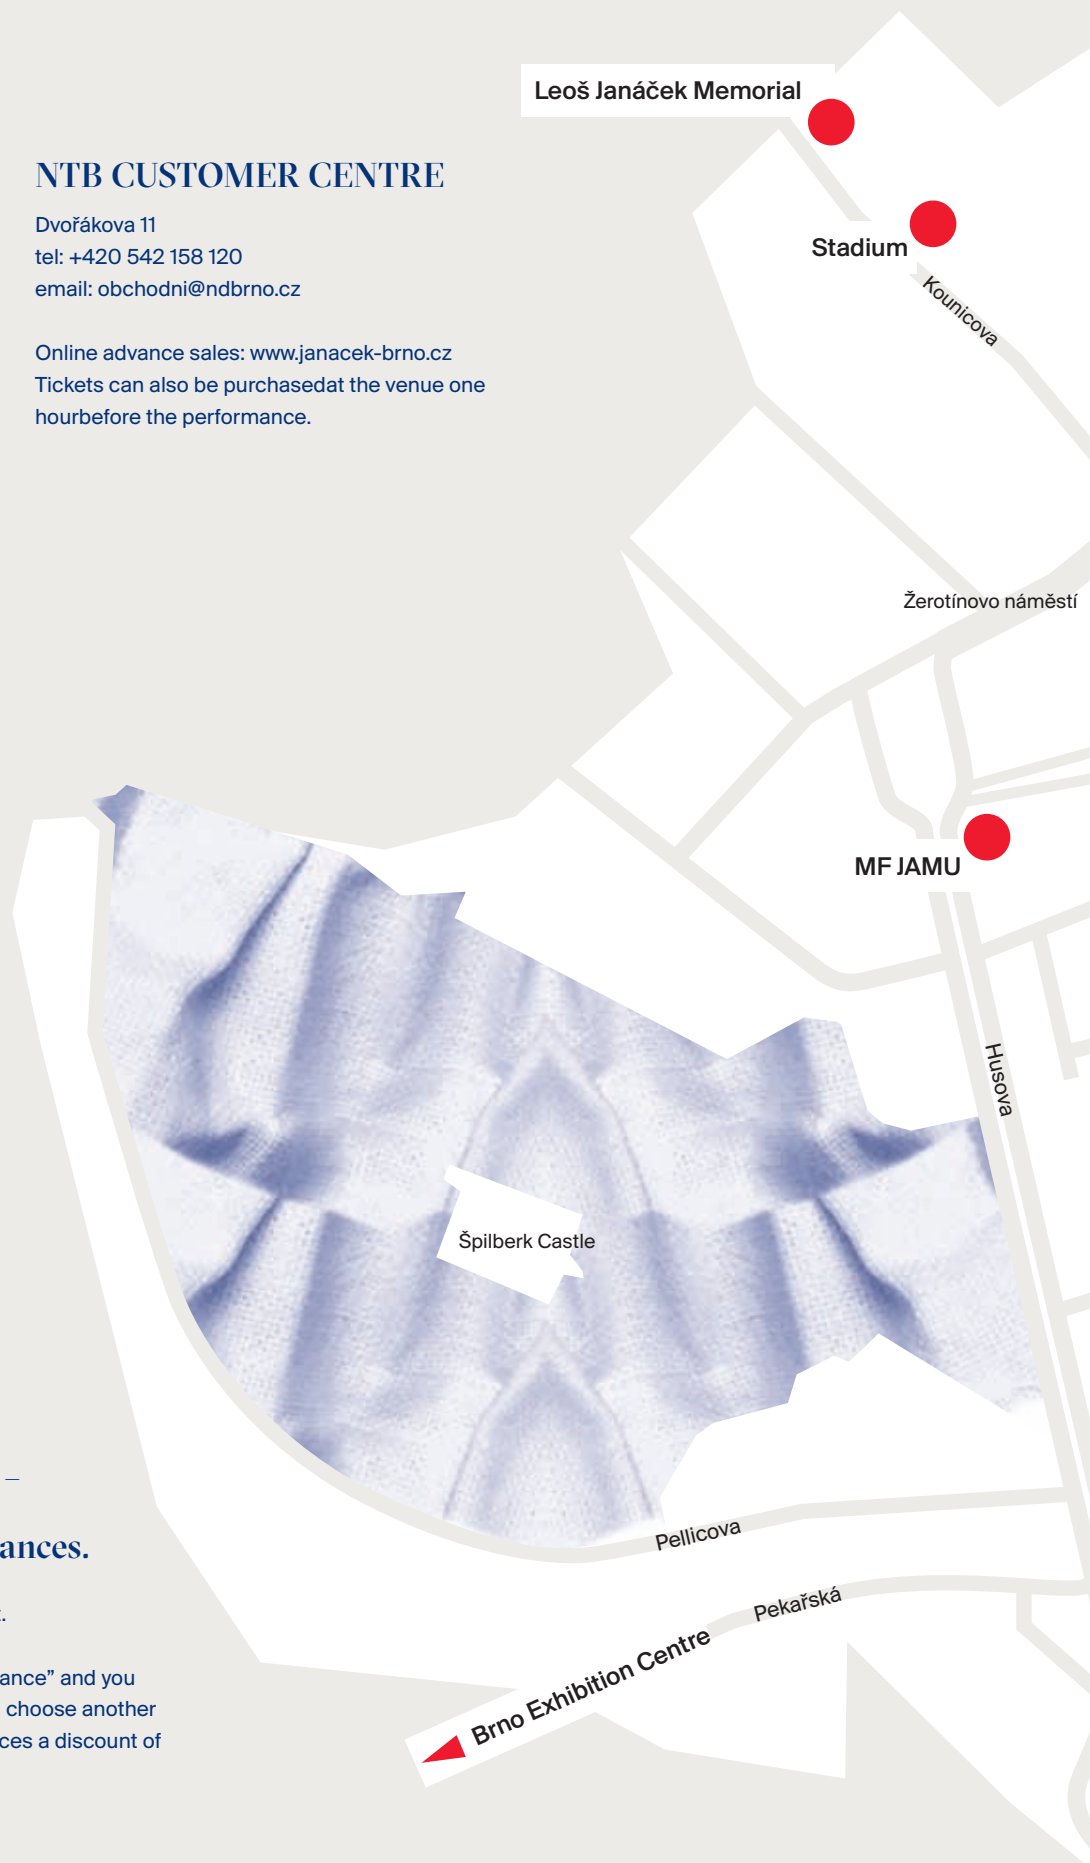 Leoš Janáček Memorial
NTB CUSTOMER CENTRE
Dvořákova 11
tel: +420 542 158 120
email: obchodni@ndbrno.cz
Online advance sales: www.janacek-brno.cz
Tickets can also be purchasedat the venue one
hourbefore the performance.
Stadium
Kounicova
Žerotínovo náměstí
MF JAMU
Husova
Špilberk Castle
Pellicova
Pekařská
Brno Exhibition Centre
–
ances.
.
ance” and you
choose another
ces a discount of